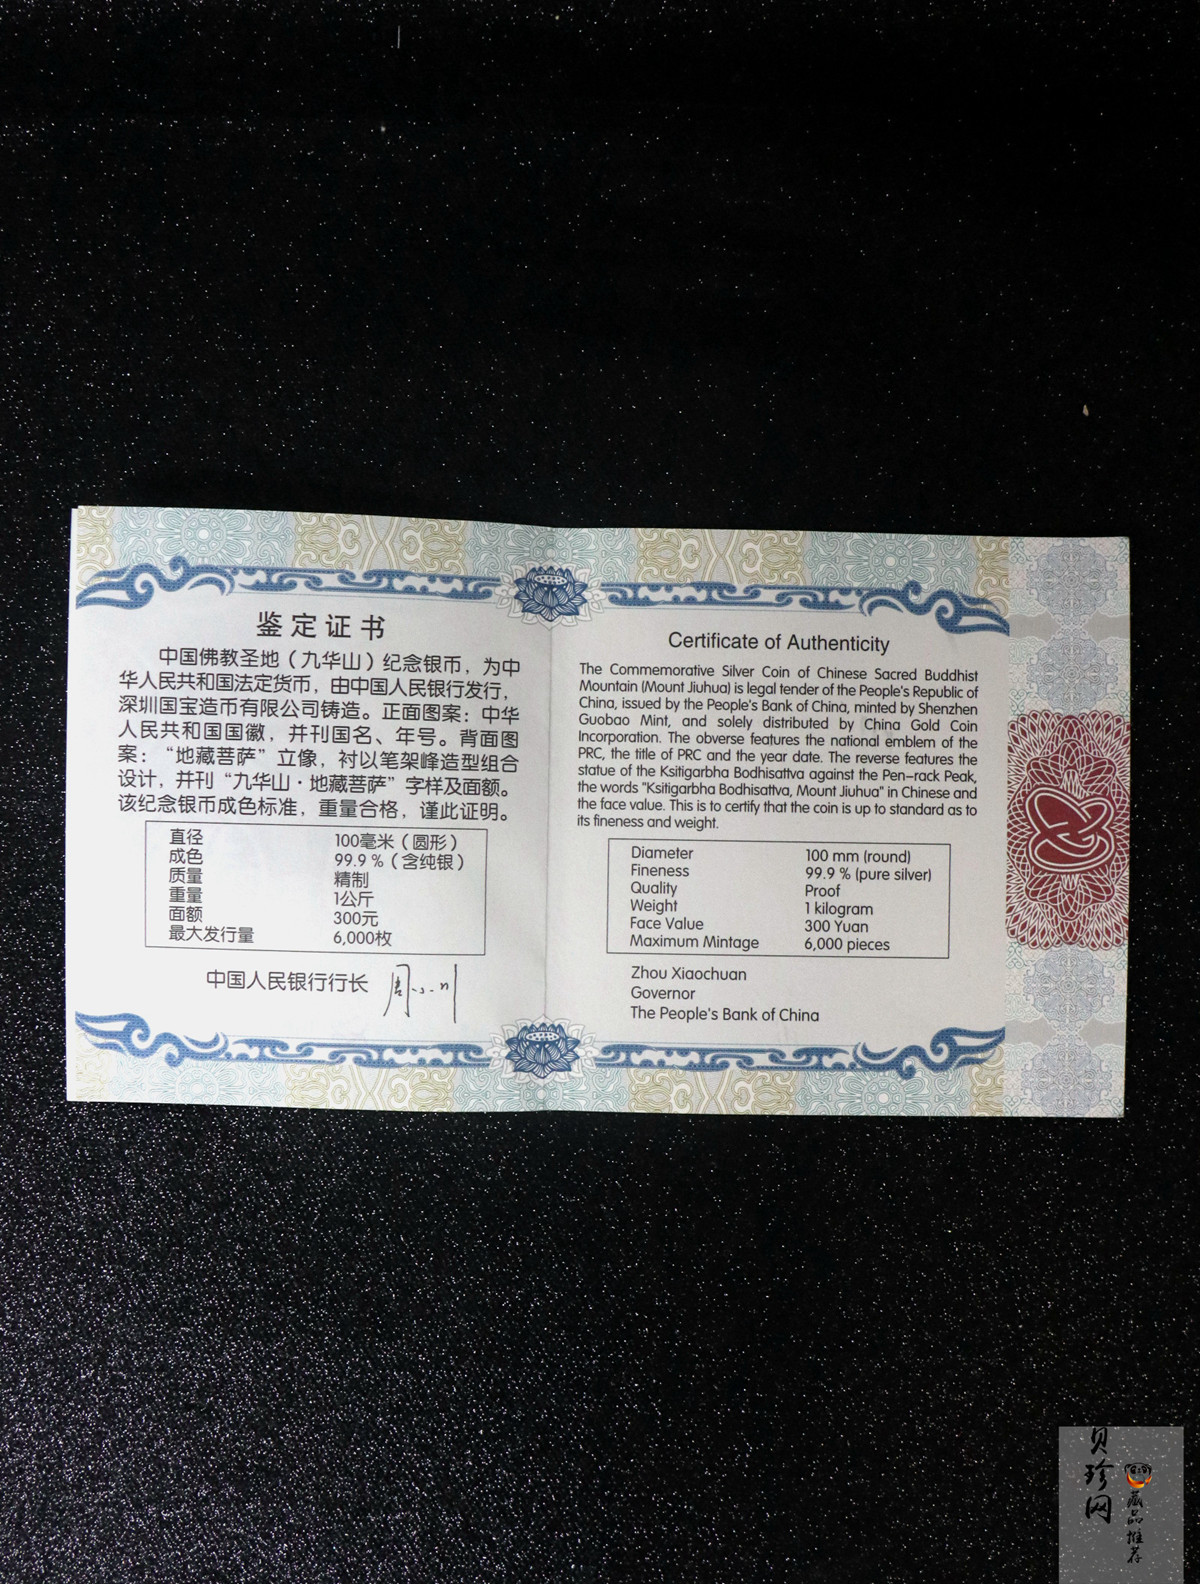 鉴定证书
中国佛教圣地（九华山）纪念银币，为中
华人民共和国法定货币，由中国人民银行发行，
深圳国宝造币有限公司铸造。正面图案：中华
人民共和国国徽，并刊国名、年号。背面图
案：“地藏菩萨”立像，衬以笔架峰造型组合
设计，并刊“九华山·地藏菩萨”字样及面额。
该纪念银币成色标准，重量合格，谨此证明。
直径 100毫米（圆形）
成色 99.9 %（含纯银）
质量 精制
重量 1公斤
面额 300元
最大发行量 6,000枚
中国人民银行行长 周小川
Certificate of Authenticity
The Commemorative Silver Coin of Chinese Sacred Buddhist
Mountain (Mount Jiuhua) is legal tender of the People's Republic of
China, issued by the People's Bank of China, minted by Shenzhen
Guobao Mint, and solely distributed by China Gold Coin
Incorporation. The obverse features the national emblem of the
PRC, the title of PRC and the year date. The reverse features the
statue of the Ksitigarbha Bodhisattva against the Pen-rack Peak,
the words "Ksitigarbha Bodhisattva, Mount Jiuhua" in Chinese and
the face value. This is to certify that the coin is up to standard as to
its fineness and weight.
Diameter 100 mm (round)
Fineness 99.9 % (pure silver)
Quality Proof
Weight 1 kilogram
Face Value 300 Yuan
Maximum Mintage 6,000 pieces
Zhou Xiaochuan
Governor
The People's Bank of China
贝珍网
藏品推荐